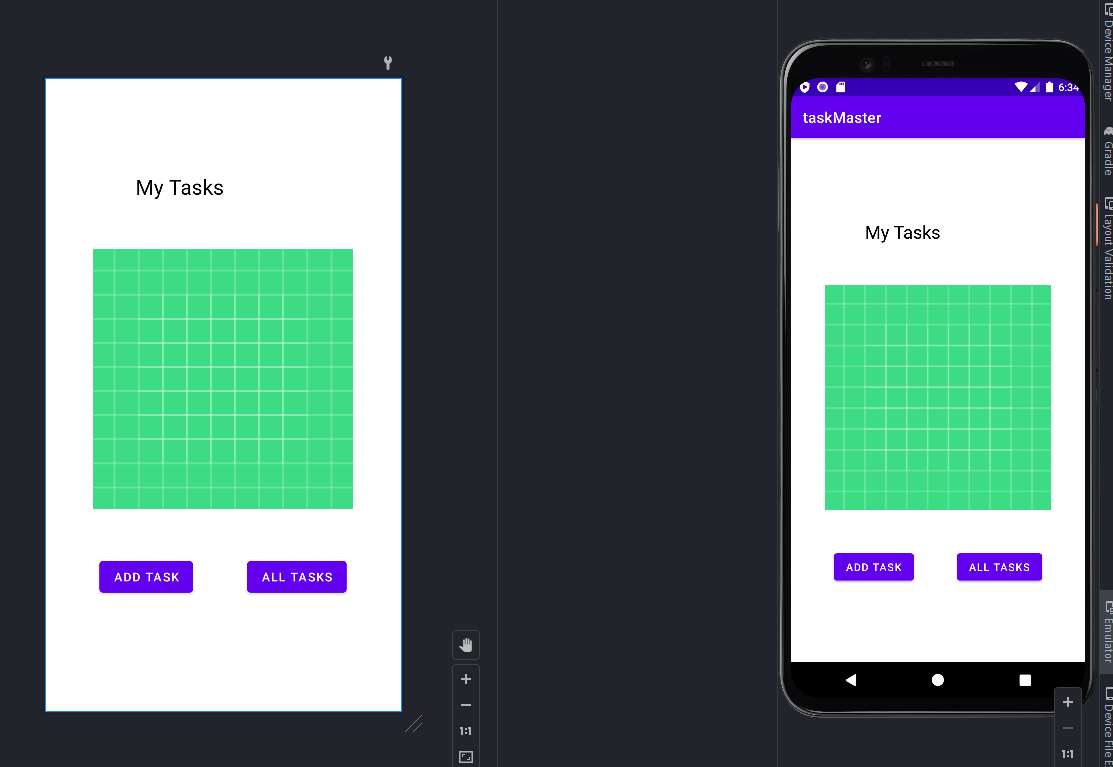 My Tasks
ADD TASK
ALL TASKS
1:1
6:34
taskMaster
My Tasks
ADD TASK
ALL TASKS
1:1
Device Manager
Gradle
Layout Validation
Emulator
Device File E